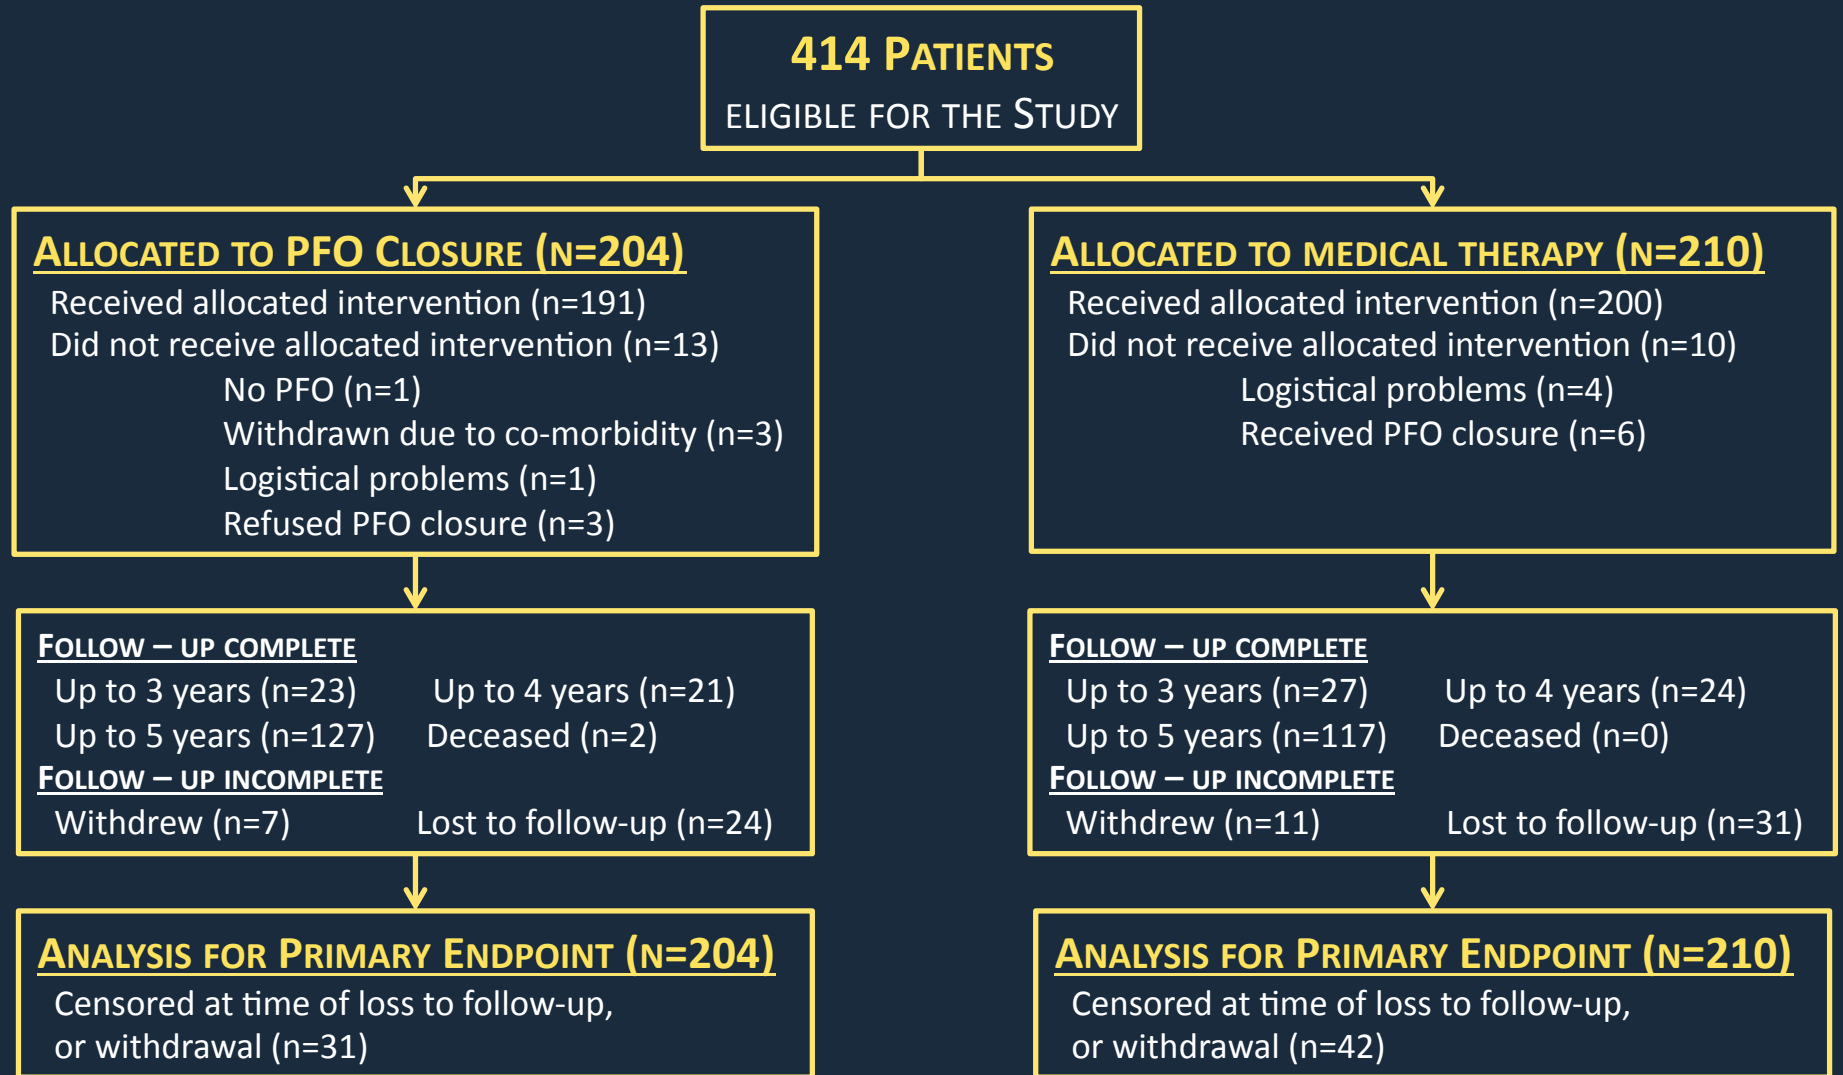 414 PATIENTS
ELIGIBLE FOR THE STUDY
ALLOCATED TO PFO CLOSURE (N=204)
Received allocated intervention (n=191)
Did not receive allocated intervention (n=13)
No PFO (n=1)
Withdrawn due to co-morbidity (n=3)
Logistical problems (n=1)
Refused PFO closure (n=3)
ALLOCATED TO MEDICAL THERAPY (N=210)
Received allocated intervention (n=200)
Did not receive allocated intervention (n=10)
Logistical problems (n=4)
Received PFO closure (n=6)
FOLLOW – UP COMPLETE
Up to 3 years (n=23) Up to 4 years (n=21)
Up to 5 years (n=127) Deceased (n=2)
FOLLOW – UP INCOMPLETE
Withdrew (n=7) Lost to follow-up (n=24)
FOLLOW – UP COMPLETE
Up to 3 years (n=27) Up to 4 years (n=24)
Up to 5 years (n=117) Deceased (n=0)
FOLLOW – UP INCOMPLETE
Withdrew (n=11) Lost to follow-up (n=31)
ANALYSIS FOR PRIMARY ENDPOINT (N=204)
Censored at time of loss to follow-up,
or withdrawal (n=31)
ANALYSIS FOR PRIMARY ENDPOINT (N=210)
Censored at time of loss to follow-up,
or withdrawal (n=42)